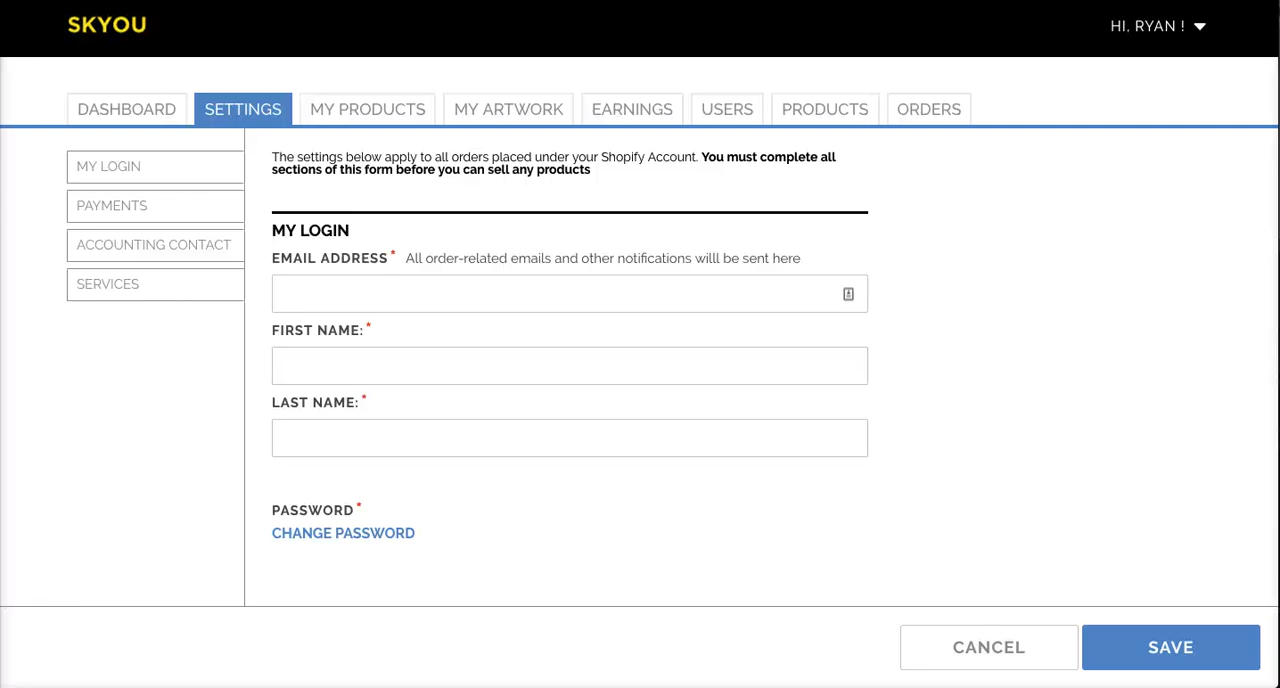 SKYOU
HI, RYAN !
DASHBOARD
SETTINGS
MY PRODUCTS
MY ARTWORK
EARNINGS
USERS
PRODUCTS
ORDERS
MY LOGIN
PAYMENTS
ACCOUNTING CONTACT
SERVICES
The settings below apply to all orders placed under your Shopify Account. You must complete all
sections of this form before you can sell any products
MY LOGIN
EMAIL ADDRESS* All order-related emails and other notifications willl be sent here
FIRST NAME:*
LAST NAME:*
PASSWORD*
CHANGE PASSWORD
CANCEL
SAVE